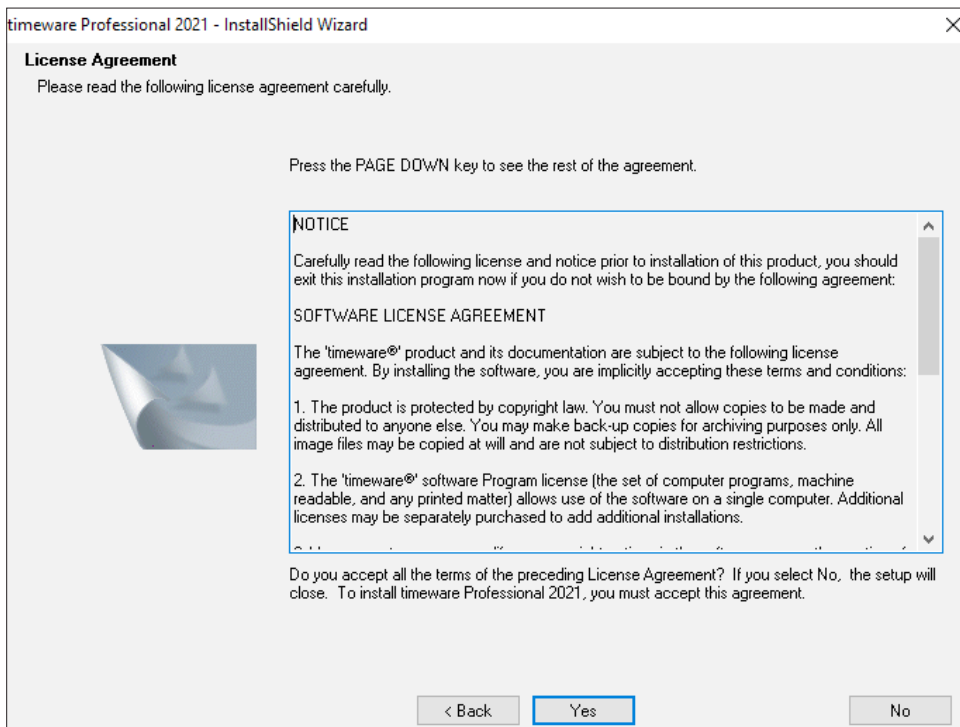 timeware Professional 2021 - InstallShield Wizard
License Agreement
Please read the following license agreement carefully.
Press the PAGE DOWN key to see the rest of the agreement.
NOTICE
Carefully read the following license and notice prior to installation of this product, you should
exit this installation program now if you do not wish to be bound by the following agreement:
SOFTWARE LICENSE AGREEMENT
The 'timeware®' product and its documentation are subject to the following license
agreement. By installing the software, you are implicitly accepting these terms and conditions:
1. The product is protected by copyright law. You must not allow copies to be made and
distributed to anyone else. You may make back-up copies for archiving purposes only. All
image files may be copied at will and are not subject to distribution restrictions.
2. The 'timeware®' software Program license (the set of computer programs, machine
readable, and any printed matter) allows use of the software on a single computer. Additional
licenses may be separately purchased to add additional installations.
Do you accept all the terms of the preceding License Agreement? If you select No, the setup will
close. To install timeware Professional 2021, you must accept this agreement.
< Back
Yes
No